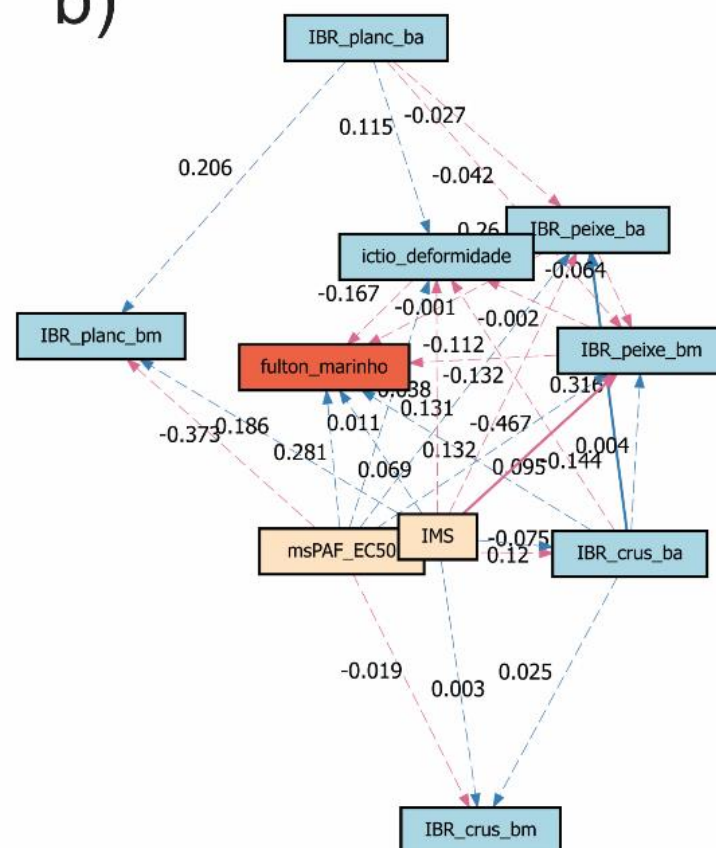 b)
IBR_planc_ba
0.115
-0.027
0.206
-0.042
0.26
IBR_peixe_ba
ictio_deformidade
-0.064
-0.167
-0.001
-0.002
IBR_planc_bm
-0.112
IBR_peixe_bm
fulton_marinho
-0.132
0.316
0.131
0.011
-0.467
-0.373
0.186
0.281
0.132
0.004
0.069
0.095
-0.144
msPAF_EC50
IMS
-0.075
0.12
IBR_crus_ba
-0.019
0.003
0.025
IBR_crus_bm